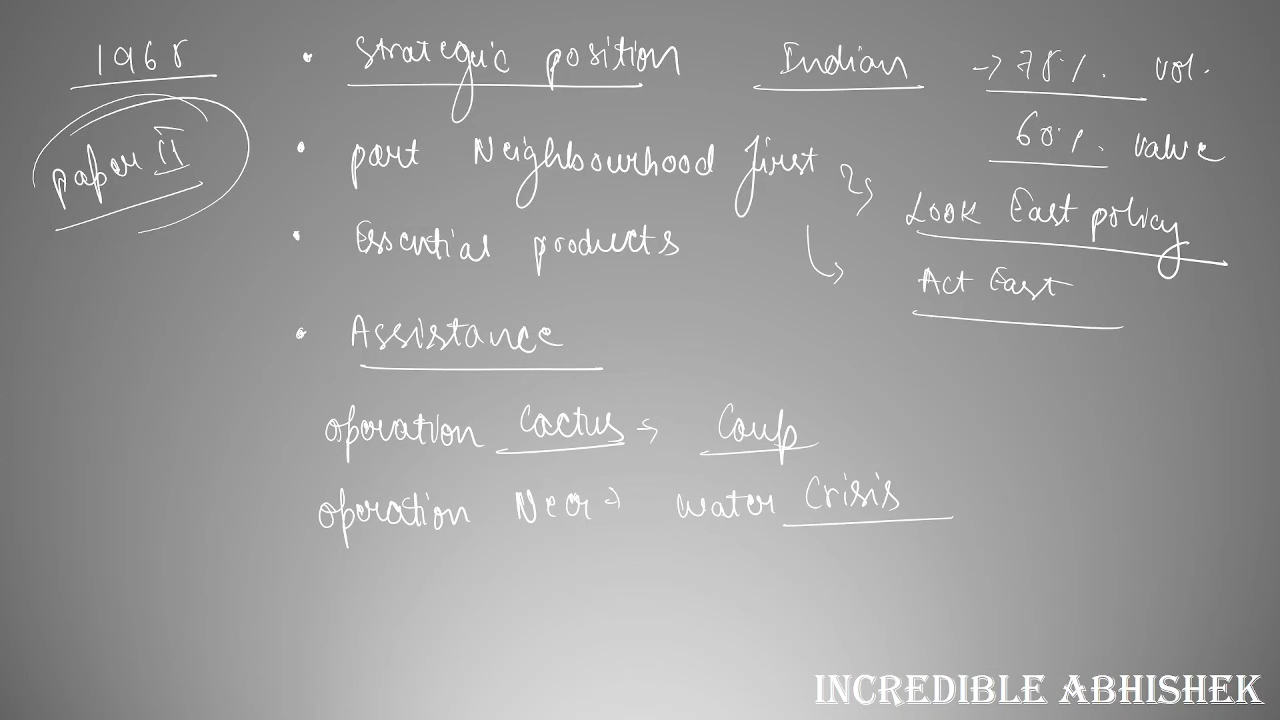 1968
paper II
• Strategic position Indian → 78%. vol.
60%. value
• part Neighbourhood first
Look East policy
• Essential products
Act East
• Assistance
operation Cactus → Coup
operation Neer → water Crisis
INCREDIBLE ABHISHEK